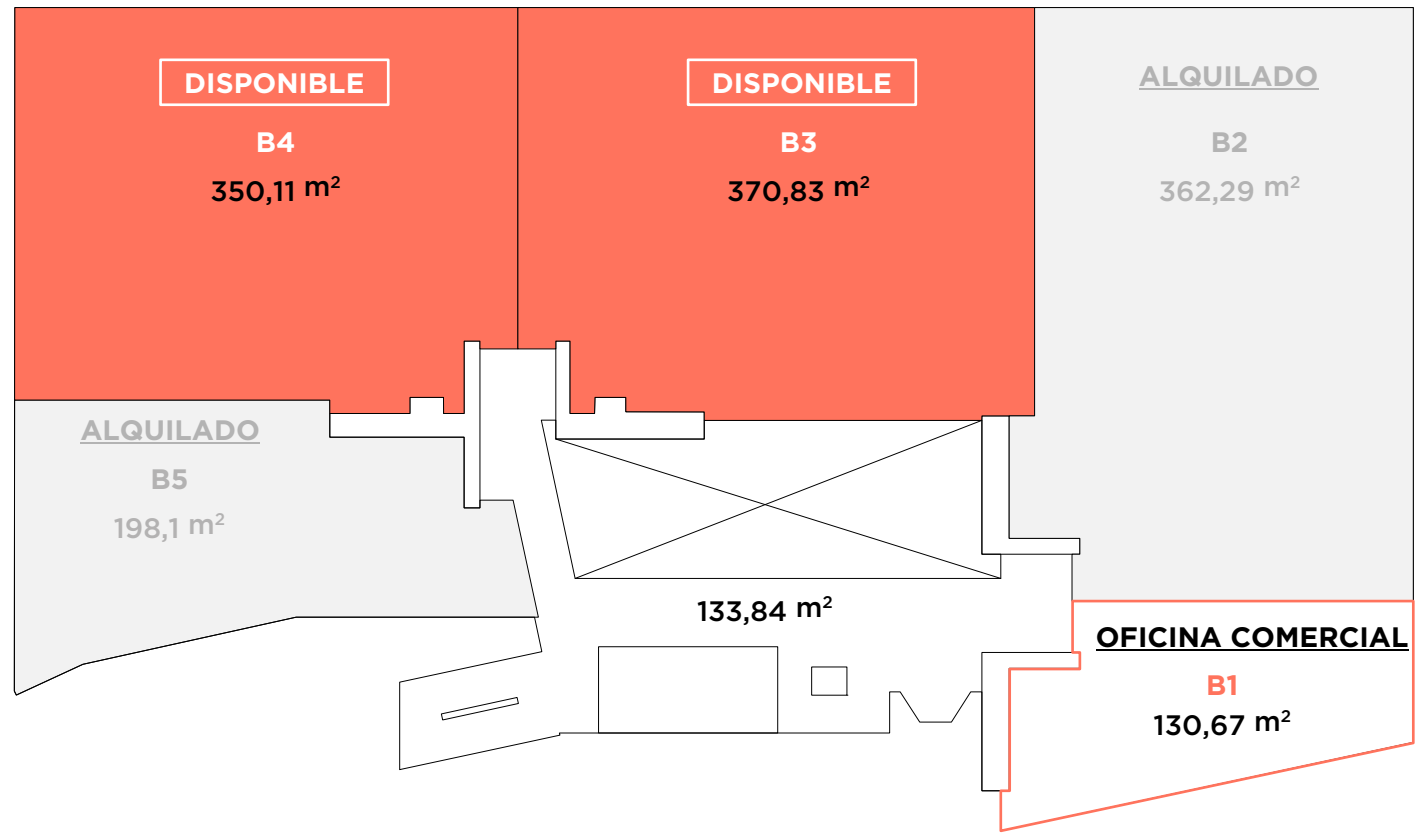 DISPONIBLE
B4
350,11 m²
DISPONIBLE
B3
370,83 m²
ALQUILADO
B2
362,29 m²
ALQUILADO
B5
198,1 m²
133,84 m²
OFICINA COMERCIAL
B1
130,67 m²